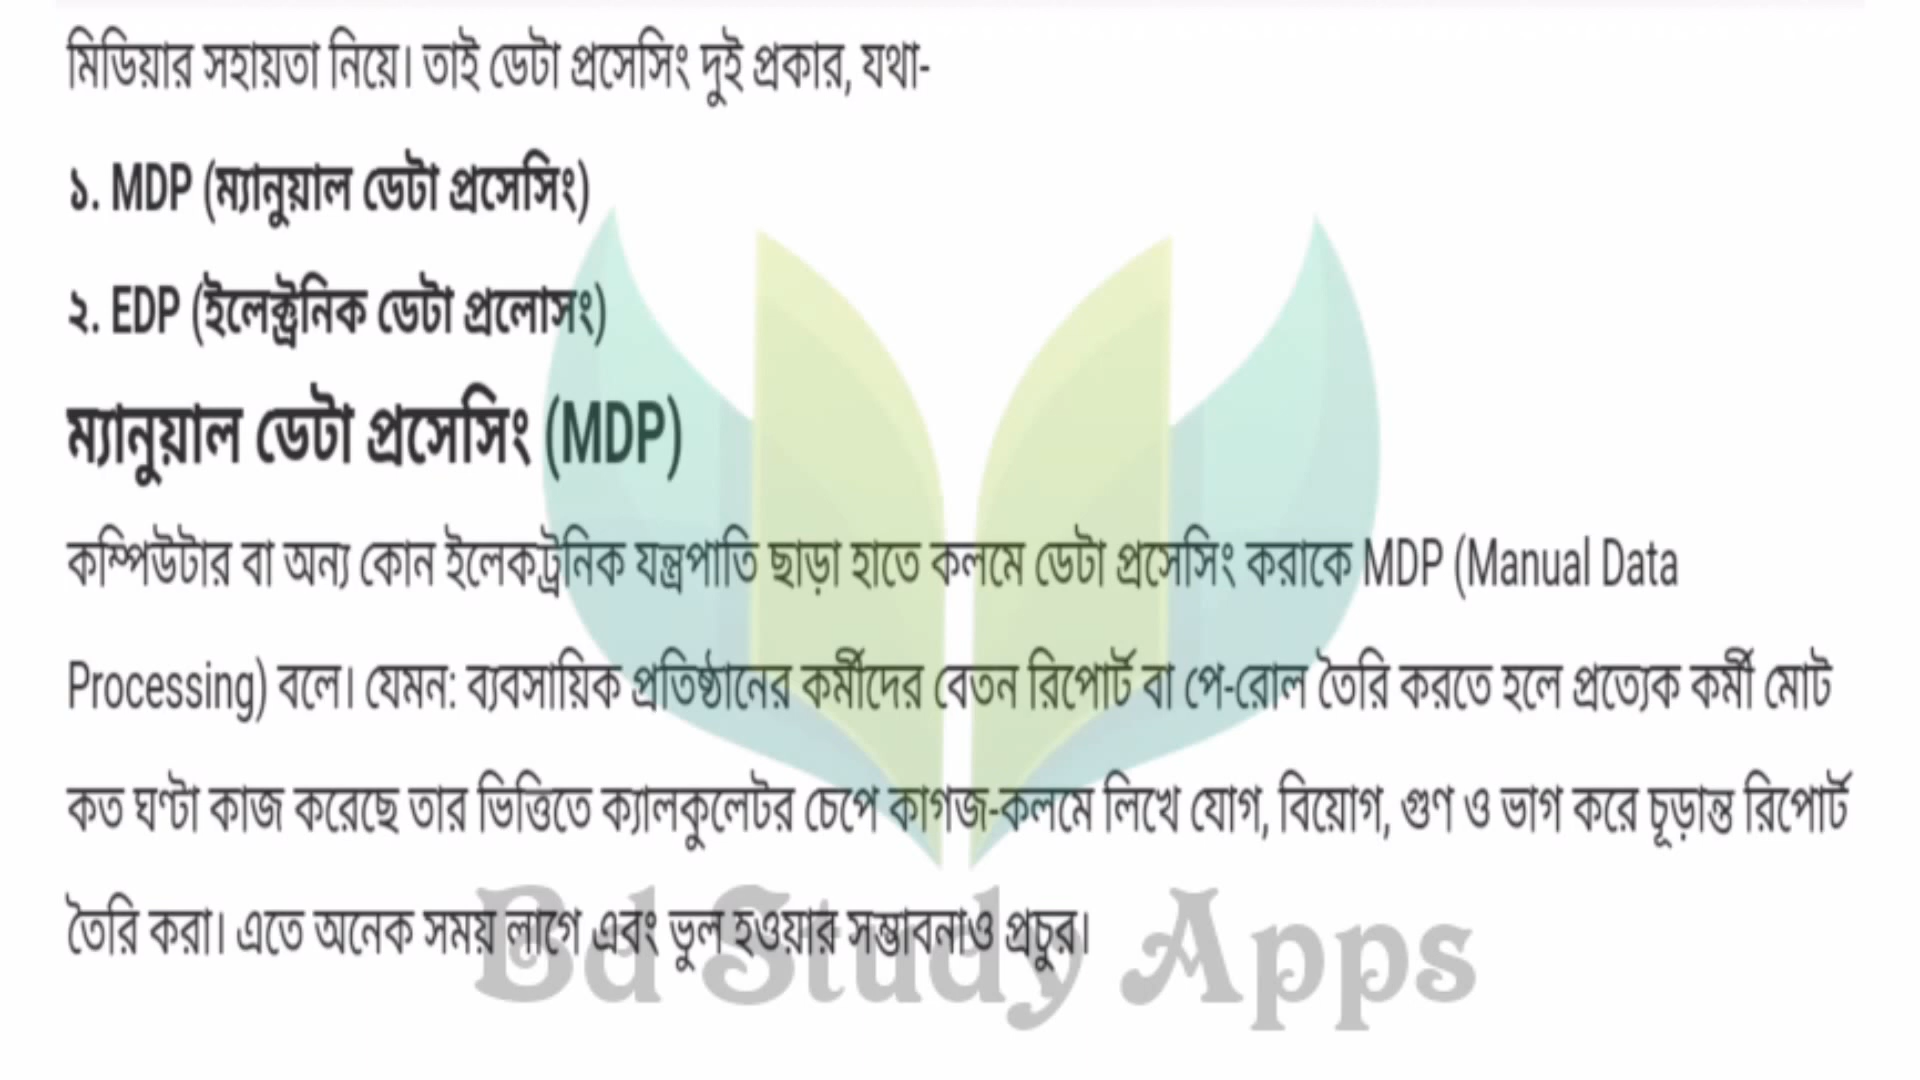 মিডিয়ার সহায়তা নিয়ে। তাই ডেটা প্রসেসিং দুই প্রকার, যথা-
১. MDP (ম্যানুয়াল ডেটা প্রসেসিং)
২. EDP (ইলেক্ট্রনিক ডেটা প্রলোসং)
ম্যানুয়াল ডেটা প্রসেসিং (MDP)
কম্পিউটার বা অন্য কোন ইলেকট্রনিক যন্ত্রপাতি ছাড়া হাতে কলমে ডেটা প্রসেসিং করাকে MDP (Manual Data
Processing) বলে। যেমন: ব্যবসায়িক প্রতিষ্ঠানের কর্মীদের বেতন রিপোর্ট বা পে-রোল তৈরি করতে হলে প্রত্যেক কর্মী মোট
কত ঘণ্টা কাজ করেছে তার ভিত্তিতে ক্যালকুলেটর চেপে কাগজ-কলমে লিখে যোগ, বিয়োগ, গুণ ও ভাগ করে চূড়ান্ত রিপোর্ট
তৈরি করা। এতে অনেক সময় লাগে এবং ভুল হওয়ার সম্ভাবনাও প্রচুর।
Bd Study Apps